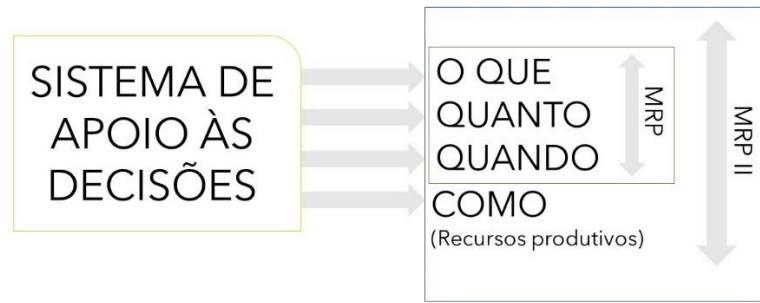 SISTEMA DE
APOIO ÀS
DECISÕES
O QUE
QUANTO
QUANDO
COMO
(Recursos produtivos)
MRP
MRP II